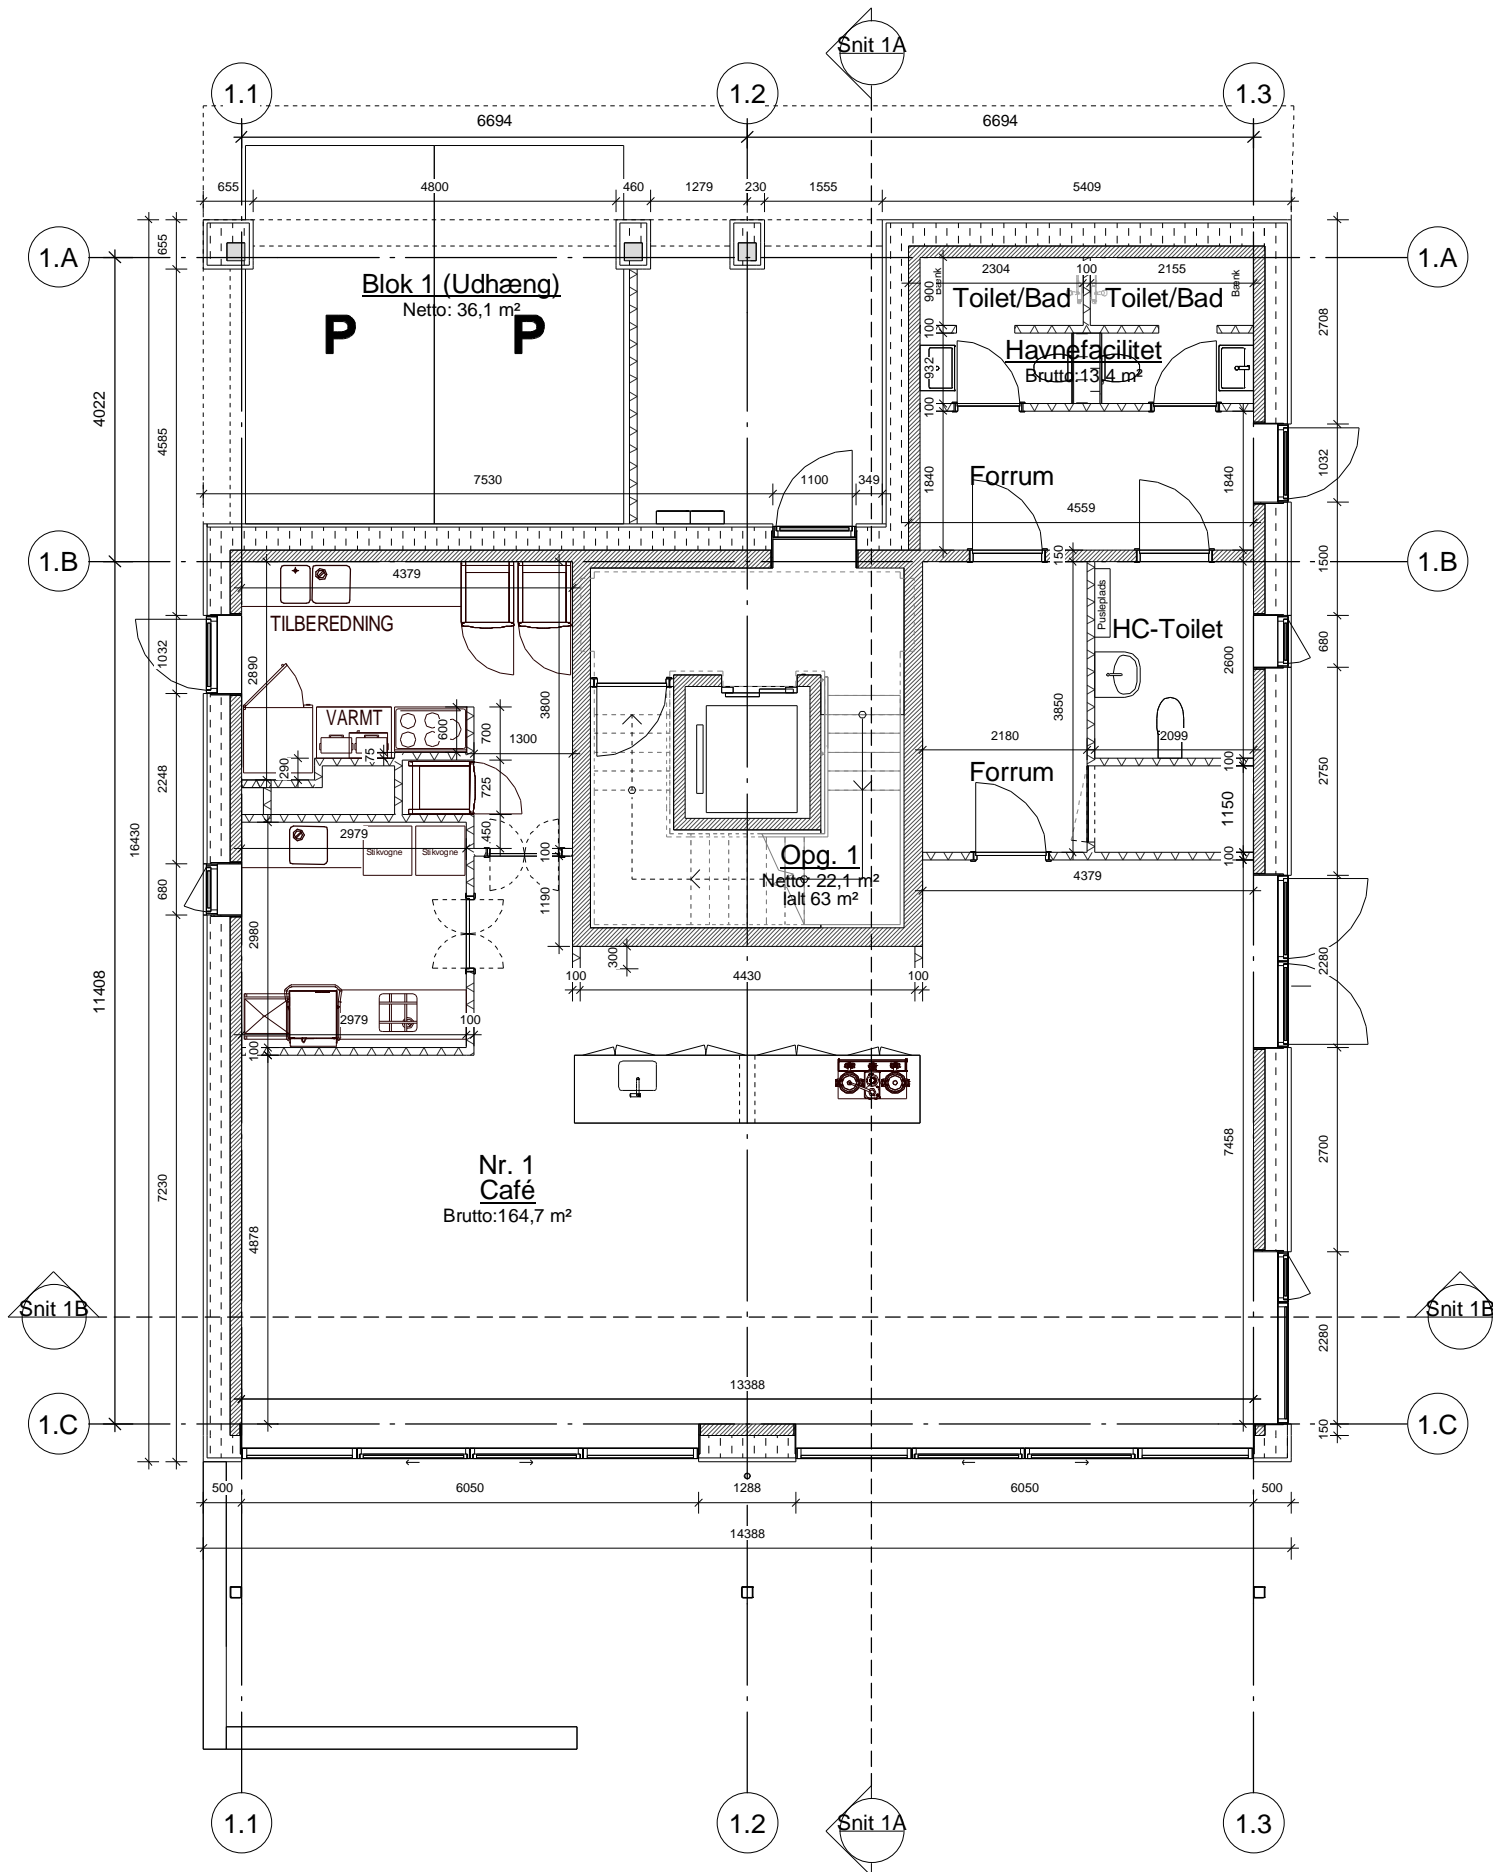 Snit 1A
1.1
1.2
1.3
6694
6694
655
4800
460
1279
230
1555
5409
1.A
1.A
655
2304
100
2155
Bænk
Bænk
900
Blok 1 (Udhæng)
Netto: 36,1 m²
P
P
Toilet/Bad
Toilet/Bad
100
2708
Havnefacilitet
Brutto:13,4 m²
932
100
4022
4585
7530
1100
349
Forrum
1840
1840
1032
4559
1.B
1.B
150
1500
4379
TILBEREDNING
Pusleplads
HC-Toilet
1032
2890
680
2600
3800
3850
VARMT
600
700
1300
75
290
2180
2099
100
2248
Forrum
725
2750
1150
16430
2979
450
Stikvogne
Stikvogne
100
100
Opg. 1
Netto: 22,1 m²
Ialt 63 m²
4379
680
1190
2980
300
2280
100
4430
100
11408
2979
100
100
7458
2700
Nr. 1
Café
Brutto:164,7 m²
7230
4878
Snit 1B
Snit 1B
2280
13388
1.C
1.C
150
500
6050
1288
6050
500
14388
1.1
1.2
Snit 1A
1.3